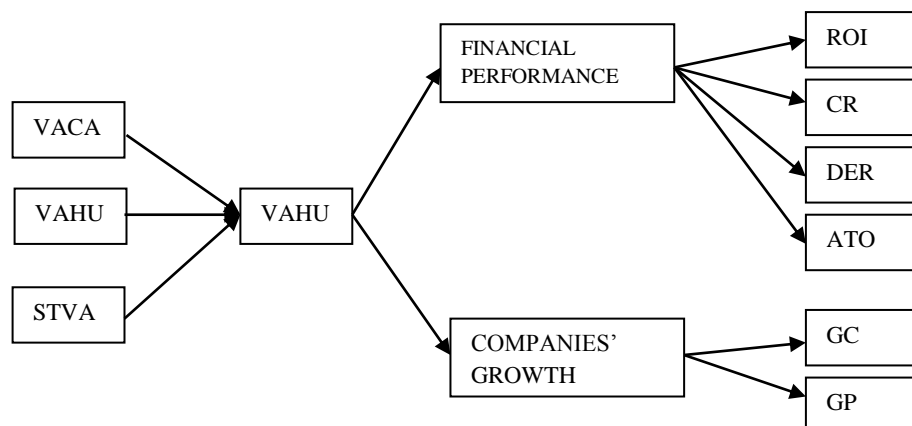 VACA
VAHU
STVA
VAHU
FINANCIAL
PERFORMANCE
COMPANIES’
GROWTH
ROI
CR
DER
ATO
GC
GP